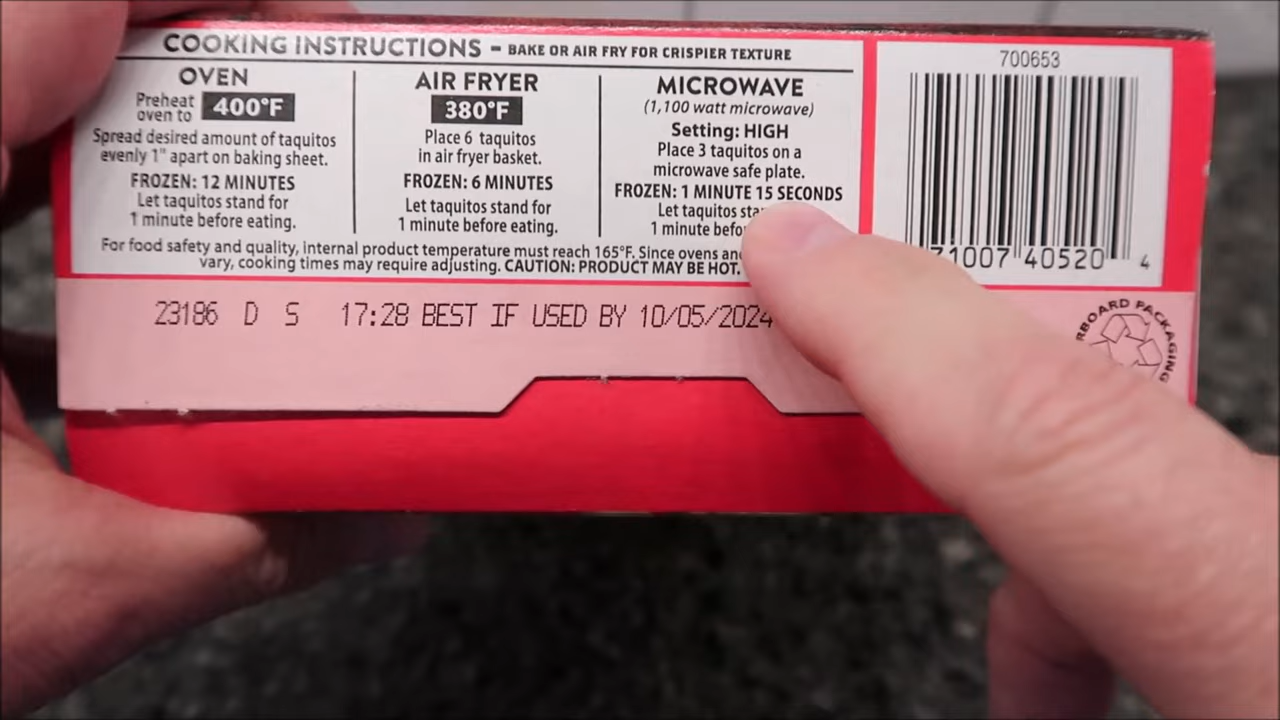 COOKING INSTRUCTIONS - BAKE OR AIR FRY FOR CRISPIER TEXTURE
OVEN
Preheat oven to 400°F
Spread desired amount of taquitos
evenly 1" apart on baking sheet.
FROZEN: 12 MINUTES
Let taquitos stand for
1 minute before eating.
AIR FRYER
380°F
Place 6 taquitos
in air fryer basket.
FROZEN: 6 MINUTES
Let taquitos stand for
1 minute before eating.
MICROWAVE
(1,100 watt microwave)
Setting: HIGH
Place 3 taquitos on a
microwave safe plate.
FROZEN: 1 MINUTE 15 SECONDS
Let taquitos
1 minute
For food safety and quality, internal product temperature must reach 165°F. Since ovens
vary, cooking times may require adjusting. CAUTION: PRODUCT MAY BE HOT.
700653
71007 40520 4
23186 D S 17:28 BEST IF USED BY 10/05/2024
PACKAGING